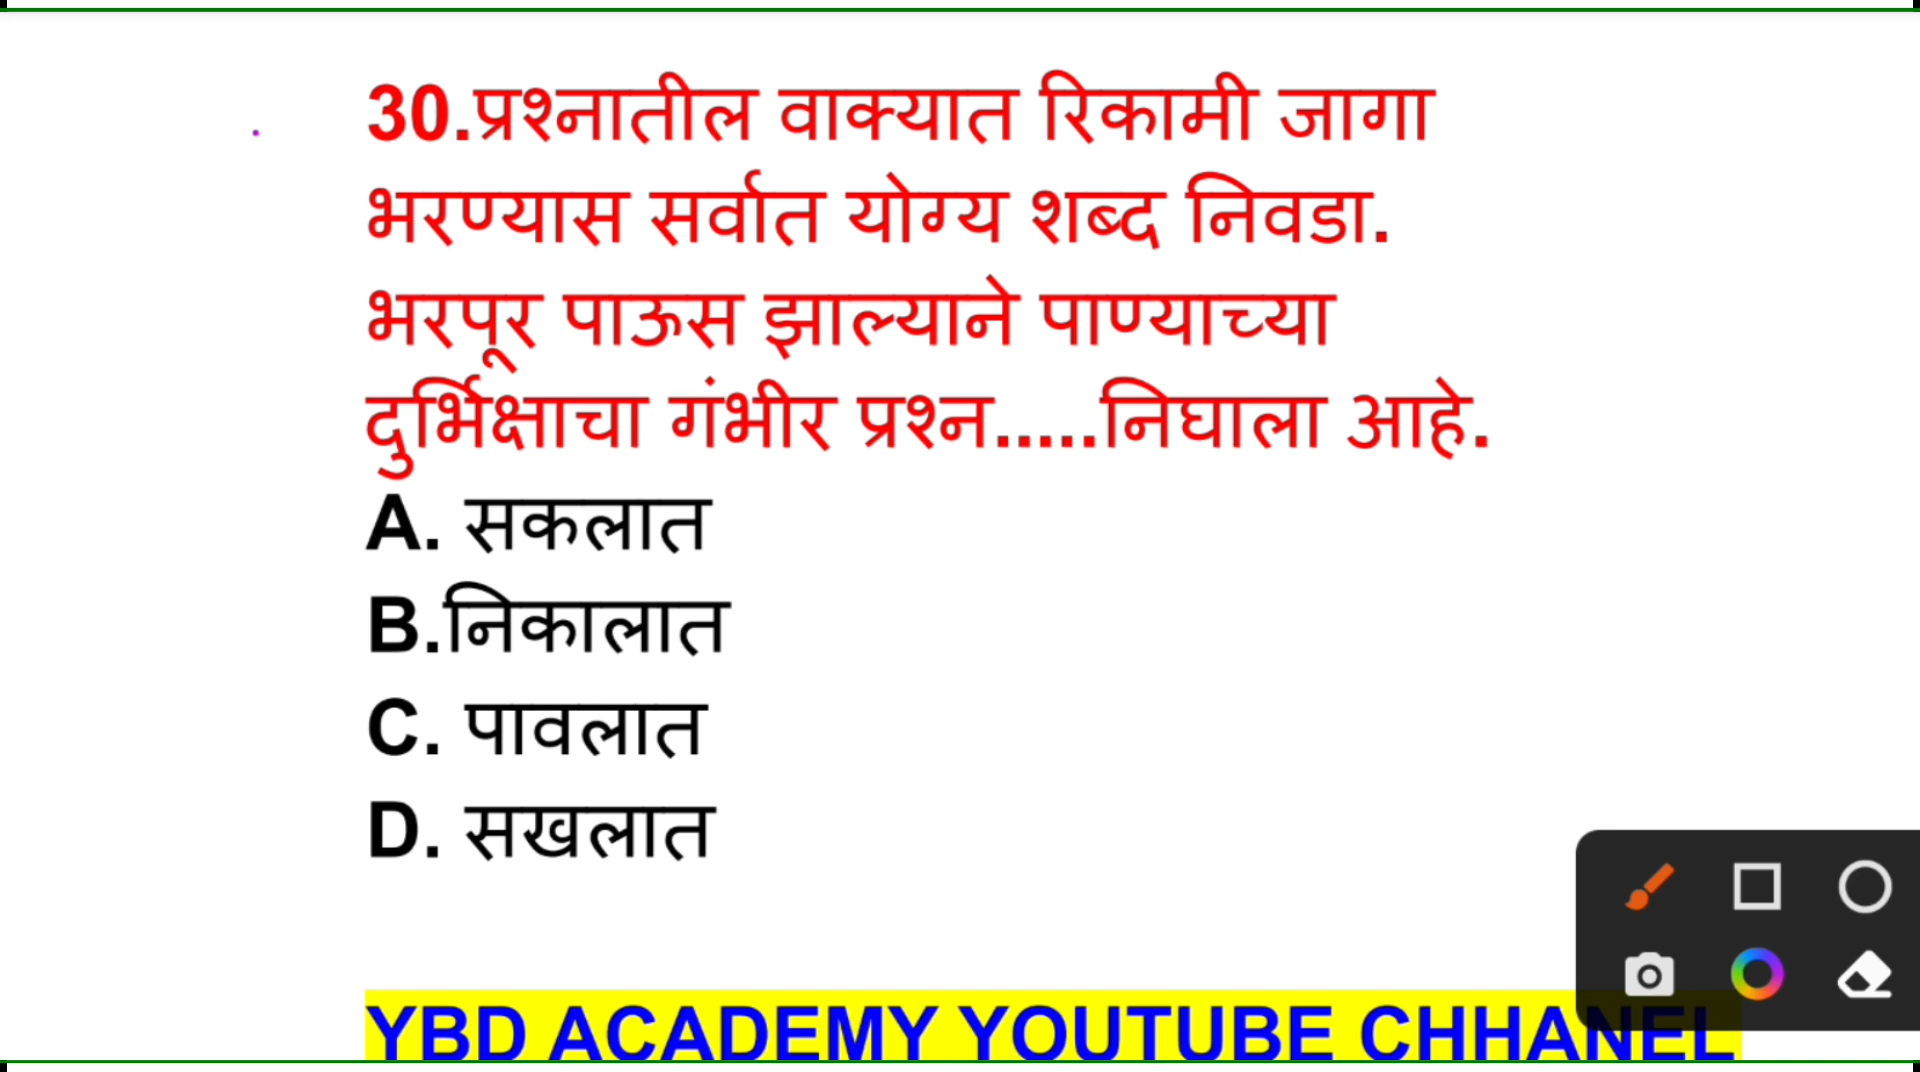 30.प्रश्नातील वाक्यात रिकामी जागा
भरण्यास सर्वात योग्य शब्द निवडा.
भरपूर पाऊस झाल्याने पाण्याच्या
दुर्भिक्षाचा गंभीर प्रश्न.....निघाला आहे.
A. सकलात
B.निकालात
C. पावलात
D. सखलात
YBD ACADEMY YOUTUBE CHHANEL